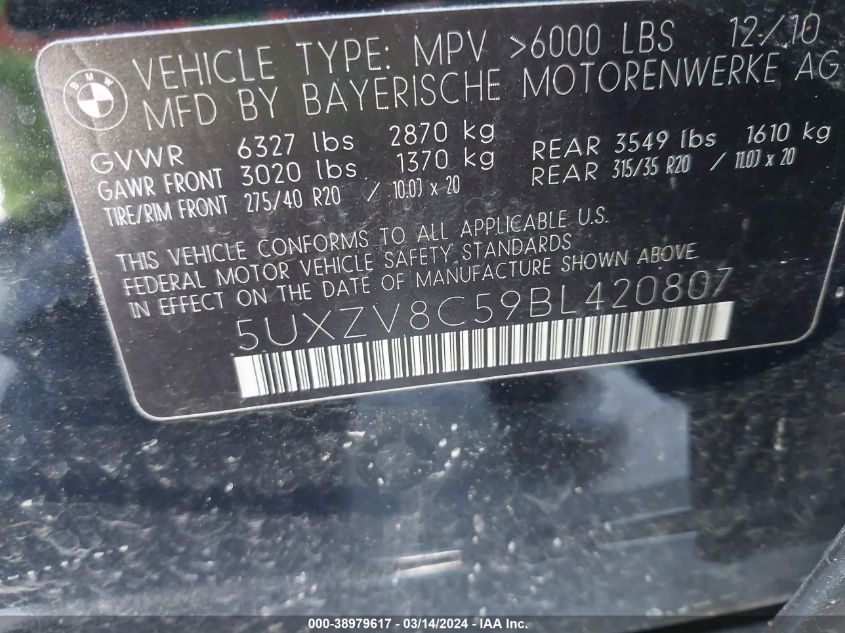 VEHICLE TYPE: MPV >6000 LBS 12/10
BMW
MFD BY BAYERISCHE MOTORENWERKE AG
GVWR 6327 lbs 2870 kg
GAWR FRONT 3020 lbs 1370 kg REAR 3549 lbs 1610 kg
TIRE/RIM FRONT 275/40 R20 / 10.0J x 20 REAR 315/35 R20 / 11.0J x 20
THIS VEHICLE CONFORMS TO ALL APPLICABLE U.S.
FEDERAL MOTOR VEHICLE SAFETY STANDARDS
IN EFFECT ON THE DATE OF MANUFACTURE SHOWN ABOVE
5UXZV8C59BL420807
000-38979617 - 03/14/2024 - IAA Inc.